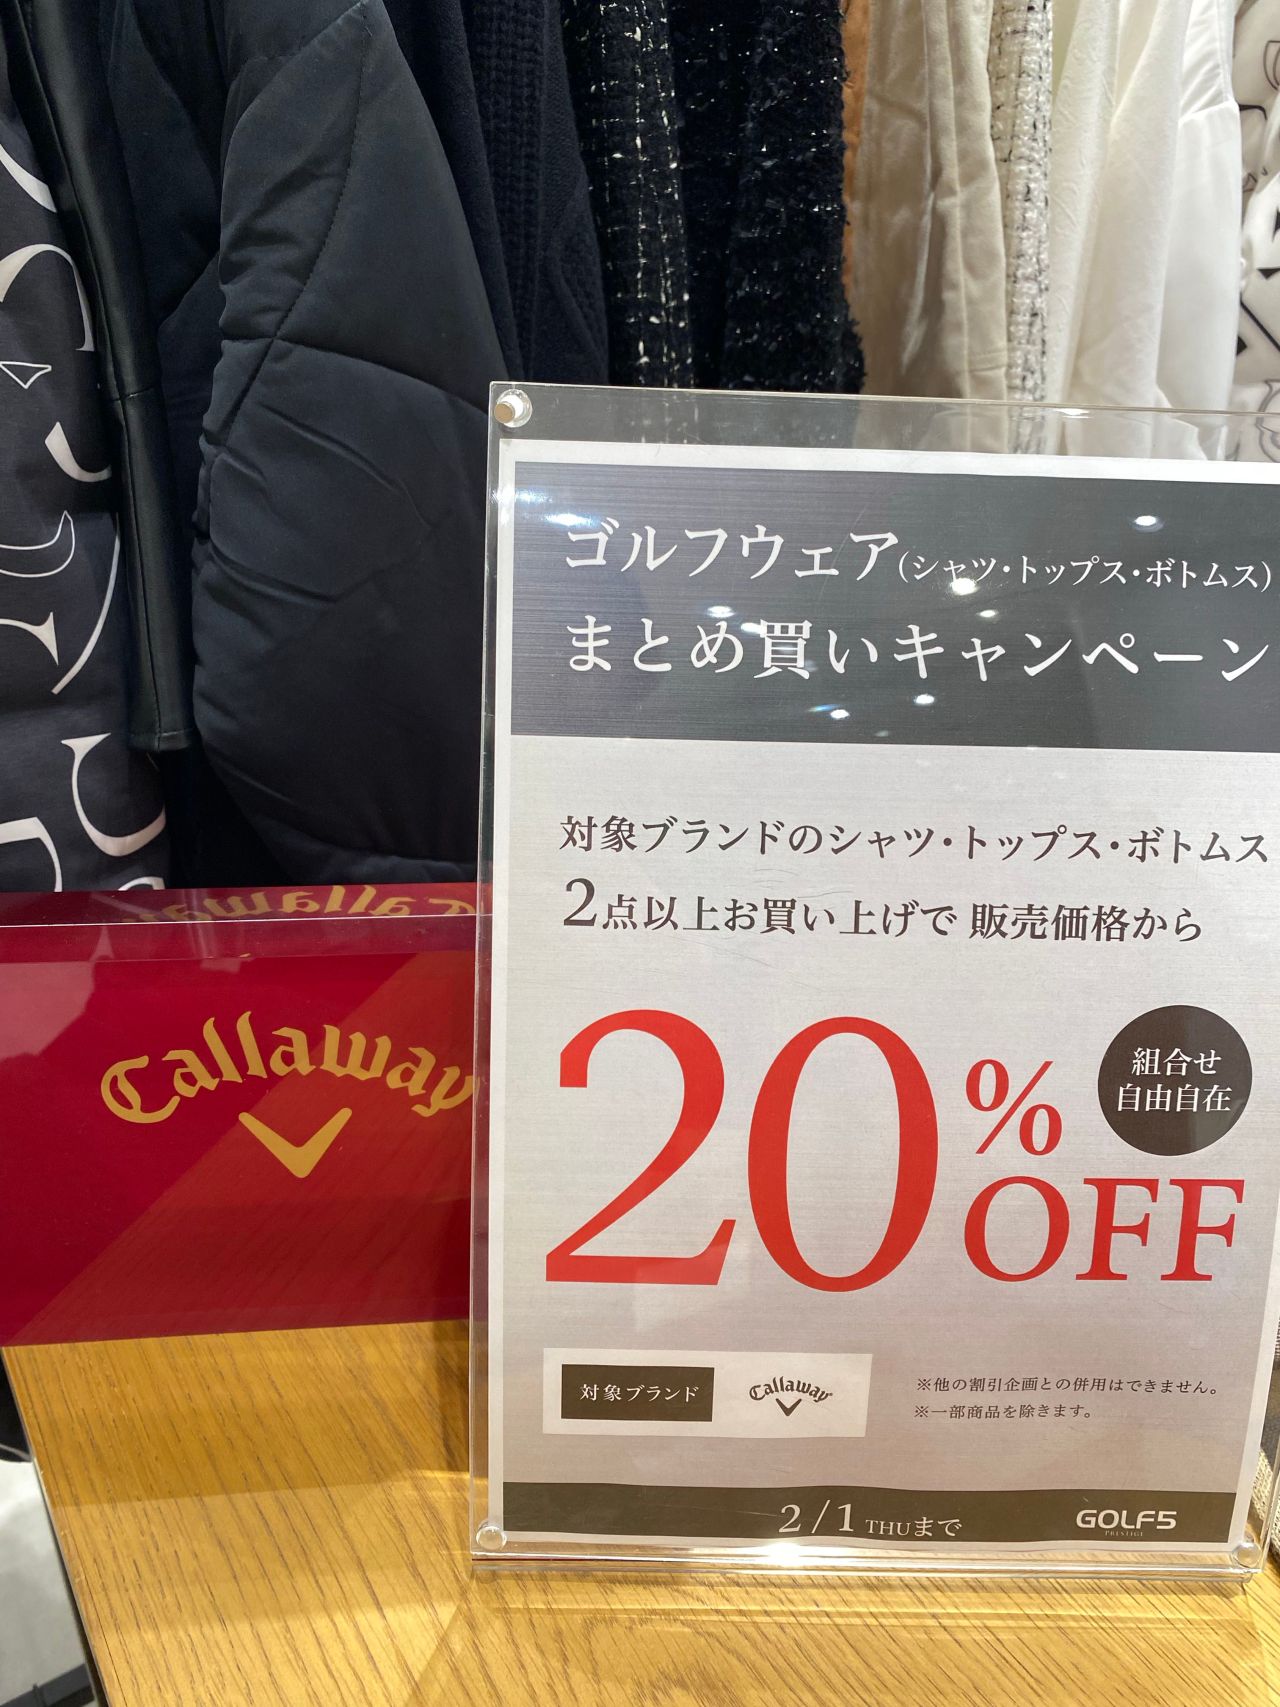 ゴルフウェア(シャツ・トップス・ボトムス)
まとめ買いキャンペーン
対象ブランドのシャツ・トップス・ボトムス
2点以上お買い上げで 販売価格から
20% OFF
組合せ
自由自在
対象ブランド
Callaway
※他の割引企画との併用はできません。
※一部商品を除きます。
2/1 THUまで
GOLF5
PRESTIGE
Callaway